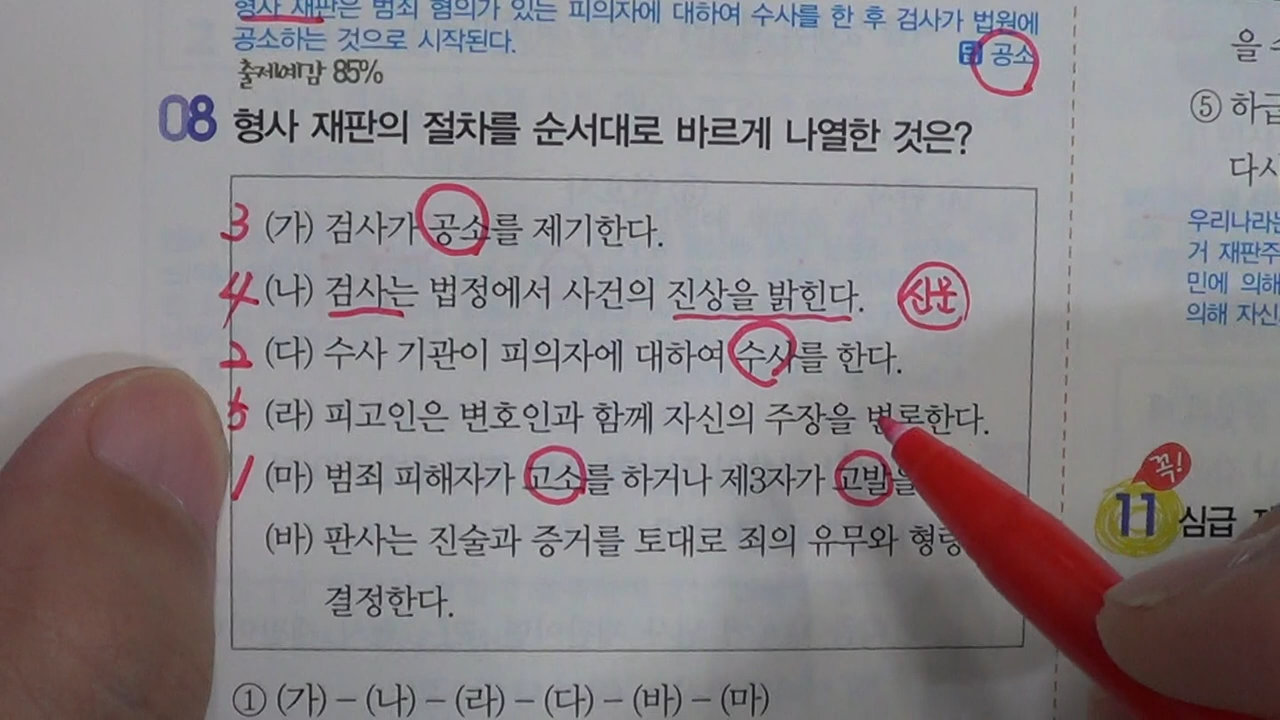 형사 재판은 범죄 혐의가 있는 피의자에 대하여 수사를 한 후 검사가 법원에
공소하는 것으로 시작된다.
답 공소
출제예감 85%
08 형사 재판의 절차를 순서대로 바르게 나열한 것은?
3 (가) 검사가 공소를 제기한다.
4 (나) 검사는 법정에서 사건의 진상을 밝힌다. 신문
2 (다) 수사 기관이 피의자에 대하여 수사를 한다.
5 (라) 피고인은 변호인과 함께 자신의 주장을 변론한다.
1 (마) 범죄 피해자가 고소를 하거나 제3자가 고발을
(바) 판사는 진술과 증거를 토대로 죄의 유무와 형량
결정한다.
① (가) – (나) – (라) – (다) – (바) – (마)
을
⑤ 하급
다시
우리나라는
거 재판
민에 의해
의해 자신
꼭!
11 심급